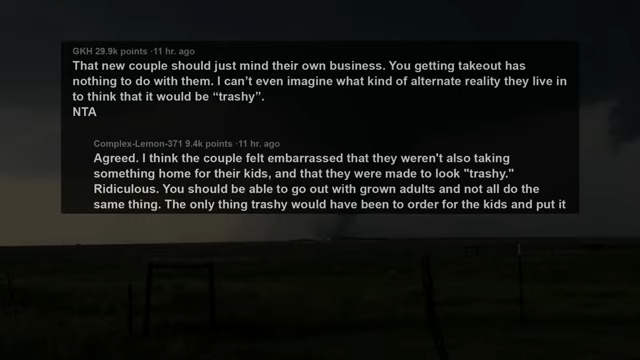 GKH 29.9k points ·11 hr. ago
That new couple should just mind their own business. You getting takeout has
nothing to do with them. I can’t even imagine what kind of alternate reality they live in
to think that it would be “trashy”.
NTA
Complex-Lemon-371 9.4k points ·11 hr. ago
Agreed. I think the couple felt embarrassed that they weren't also taking
something home for their kids, and that they were made to look "trashy."
Ridiculous. You should be able to go out with grown adults and not all do the
same thing. The only thing trashy would have been to order for the kids and put it